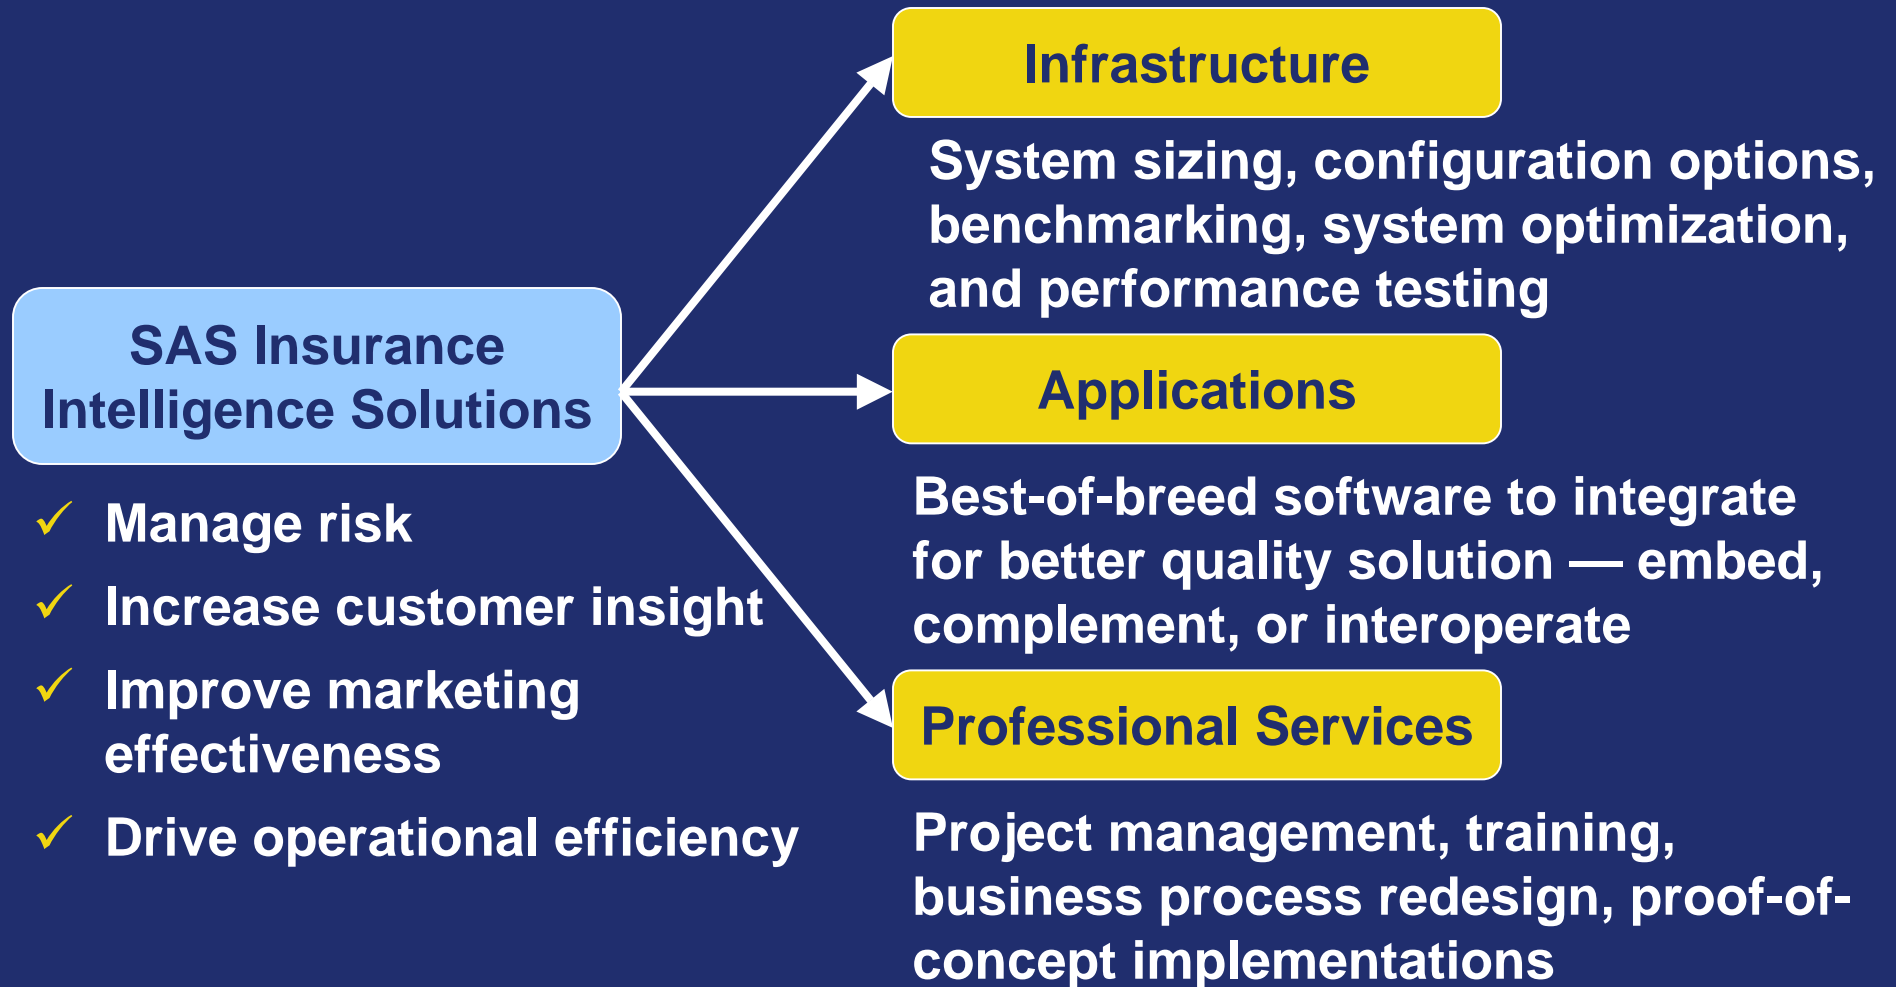 SAS Insurance
Intelligence Solutions
✓ Manage risk
✓ Increase customer insight
✓ Improve marketing
effectiveness
✓ Drive operational efficiency
Infrastructure
System sizing, configuration options,
benchmarking, system optimization,
and performance testing
Applications
Best-of-breed software to integrate
for better quality solution — embed,
complement, or interoperate
Professional Services
Project management, training,
business process redesign, proof-of-
concept implementations